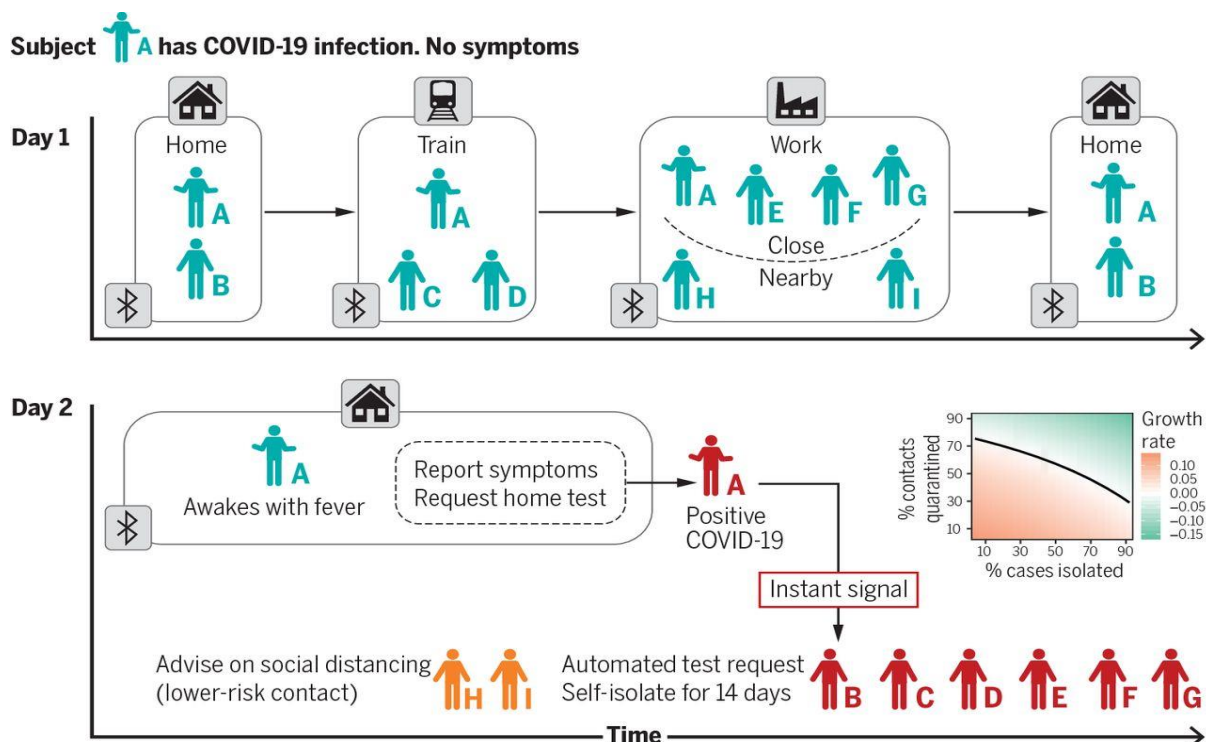 Subject A has COVID-19 infection. No symptoms
Day 1
Home
A
B
Train
A
C D
Work
A E F G
Close
Nearby
H I
Home
A
B
Day 2
A
Awakes with fever
Report symptoms
Request home test
A
Positive
COVID-19
Instant signal
% contacts
quarantined
90
70
50
30
10
10 30 50 70 90
% cases isolated
Growth
rate
0.10
0.05
0.00
−0.05
−0.10
−0.15
Advise on social distancing
(lower-risk contact)
H I
Automated test request
Self-isolate for 14 days
B C D E F G
Time